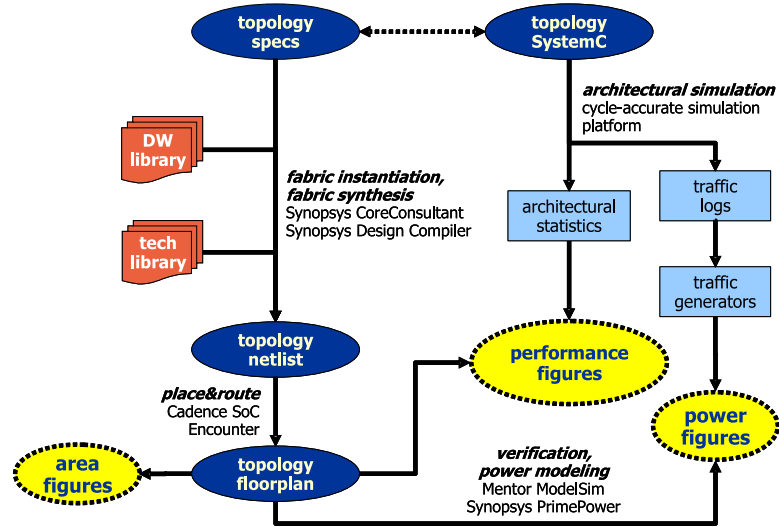 topology
specs
topology
SystemC
architectural simulation
cycle-accurate simulation
platform
DW
library
fabric instantiation,
fabric synthesis
Synopsys CoreConsultant
Synopsys Design Compiler
tech
library
architectural
statistics
traffic
logs
traffic
generators
topology
netlist
performance
figures
place&route
Cadence SoC
Encounter
power
figures
area
figures
topology
floorplan
verification,
power modeling
Mentor ModelSim
Synopsys PrimePower